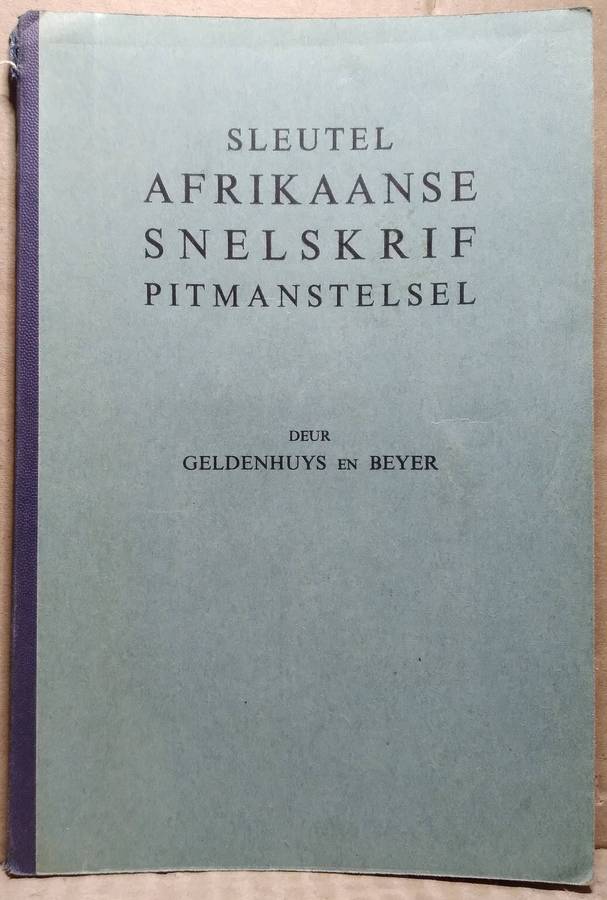 SLEUTEL
AFRIKAANSE
SNELSKRIF
PITMANSTELSEL
DEUR
GELDENHUYS EN BEYER